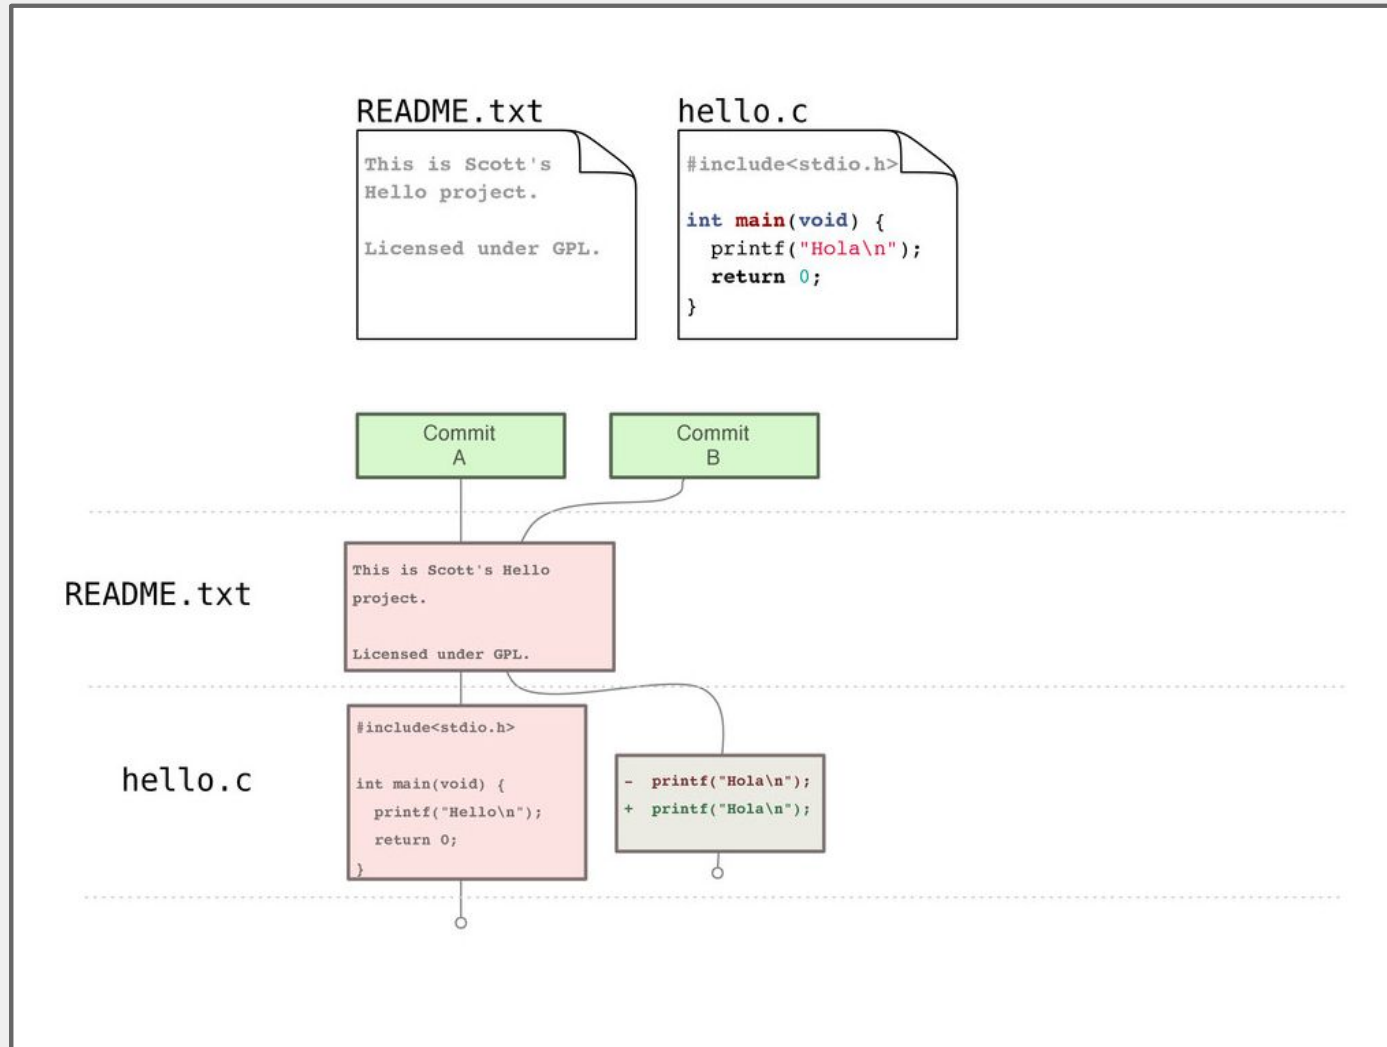 README.txt
This is Scott's
Hello project.
Licensed under GPL.
hello.c
#include<stdio.h>
int main(void) {
printf("Hola\n");
return 0;
}
Commit
A
Commit
B
README.txt
This is Scott's Hello
project.
Licensed under GPL.
hello.c
#include<stdio.h>
int main(void) {
printf("Hello\n");
return 0;
}
- printf("Hola\n");
+ printf("Hola\n");